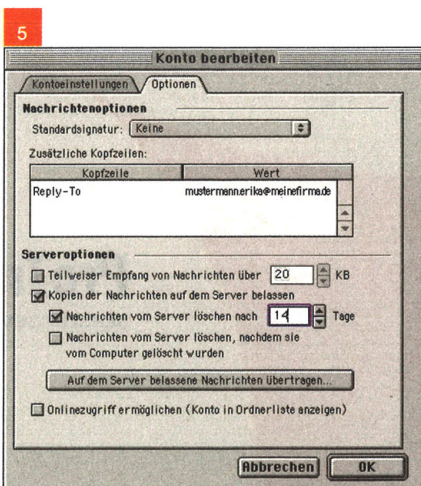 5
Konto bearbeiten
Kontoeinstellungen
Optionen
Nachrichtenoptionen
Standardsignatur: Keine
Zusätzliche Kopfzeilen:
Kopfzeile Wert
Reply-To mustermann.erika@meinefirma.de
Serveroptionen
Teilweiser Empfang von Nachrichten über 20 KB
Kopien der Nachrichten auf dem Server belassen
Nachrichten vom Server löschen nach 14 Tage
Nachrichten vom Server löschen, nachdem sie
vom Computer gelöscht wurden
Auf dem Server belassene Nachrichten übertragen...
Onlinezugriff ermöglichen (Konto in Ordnerliste anzeigen)
Abbrechen OK